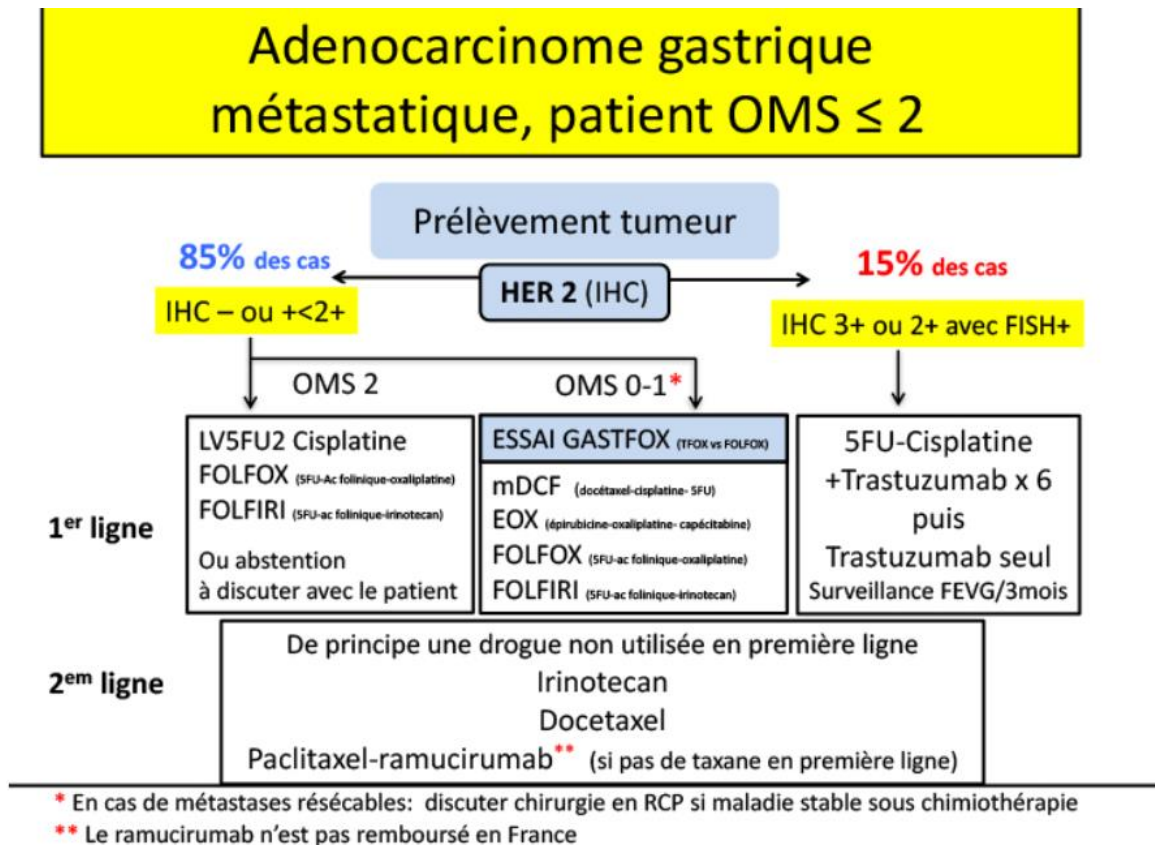 Adenocarcinome gastrique
métastatique, patient OMS ≤ 2
Prélèvement tumeur
85% des cas
15% des cas
HER 2 (IHC)
IHC – ou +<2+
IHC 3+ ou 2+ avec FISH+
OMS 2
OMS 0-1*
1er ligne
LV5FU2 Cisplatine
FOLFOX (5FU-Ac folinique-oxaliplatine)
FOLFIRI (5FU-ac folinique-irinotecan)
Ou abstention
à discuter avec le patient
ESSAI GASTFOX (TFOX vs FOLFOX)
mDCF (docétaxel-cisplatine- 5FU)
EOX (épirubicine-oxaliplatine- capécitabine)
FOLFOX (5FU-ac folinique-oxaliplatine)
FOLFIRI (5FU-ac folinique-irinotecan)
5FU-Cisplatine
+Trastuzumab x 6
puis
Trastuzumab seul
Surveillance FEVG/3mois
2em ligne
De principe une drogue non utilisée en première ligne
Irinotecan
Docetaxel
Paclitaxel-ramucirumab** (si pas de taxane en première ligne)
* En cas de métastases résécables: discuter chirurgie en RCP si maladie stable sous chimiothérapie
** Le ramucirumab n'est pas remboursé en France